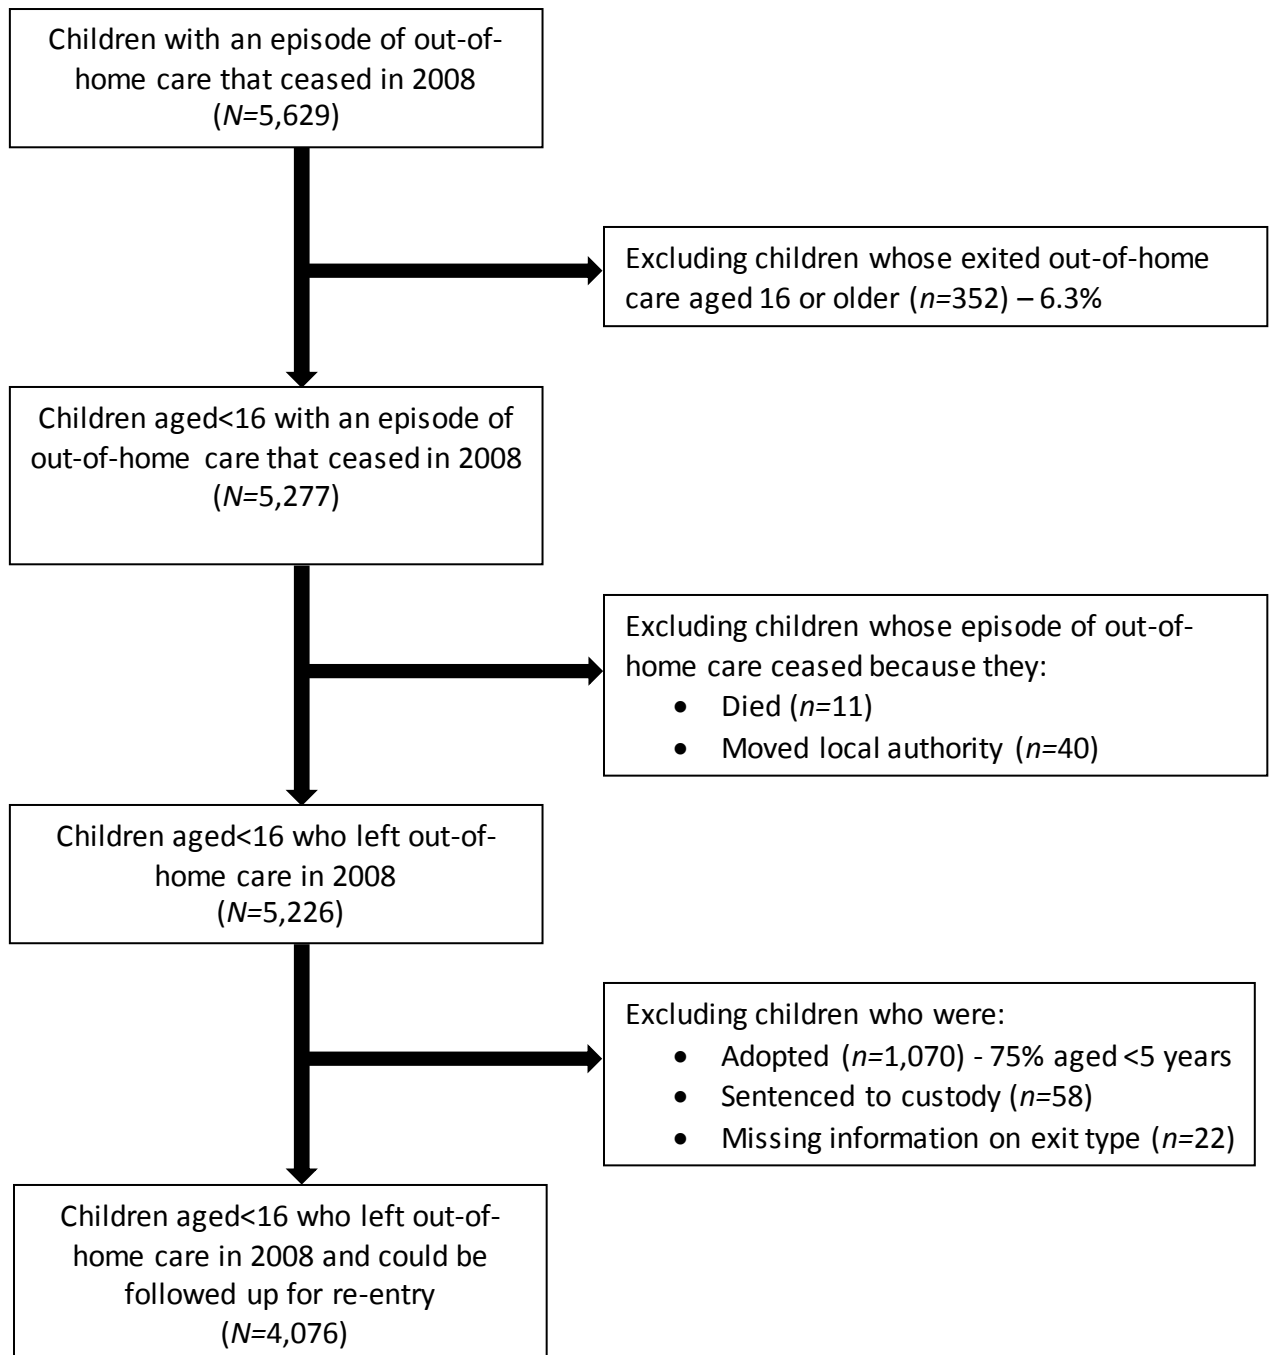 Children with an episode of out-of-
home care that ceased in 2008
(N=5,629)
Excluding children whose exited out-of-home
care aged 16 or older (n=352) – 6.3%
Children aged<16 with an episode of
out-of-home care that ceased in 2008
(N=5,277)
Excluding children whose episode of out-of-
home care ceased because they:
• Died (n=11)
• Moved local authority (n=40)
Children aged<16 who left out-of-
home care in 2008
(N=5,226)
Excluding children who were:
• Adopted (n=1,070) - 75% aged <5 years
• Sentenced to custody (n=58)
• Missing information on exit type (n=22)
Children aged<16 who left out-of-
home care in 2008 and could be
followed up for re-entry
(N=4,076)